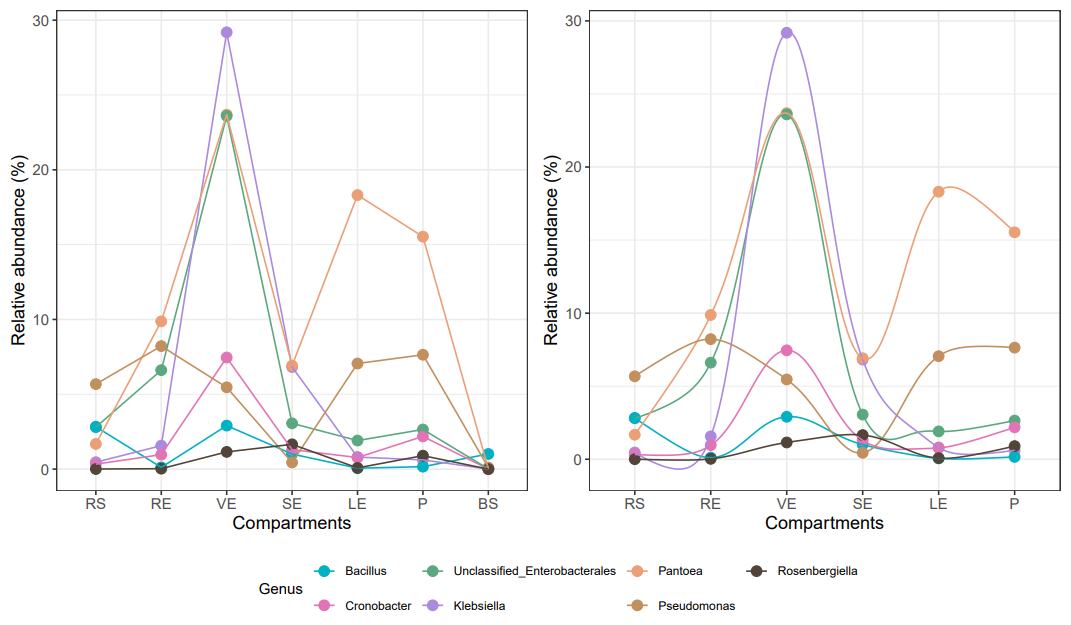 30
20
10
0
Relative abundance (%)
RS RE VE SE LE P BS
Compartments
30
20
10
0
Relative abundance (%)
RS RE VE SE LE P
Compartments
Genus
Bacillus Unclassified_Enterobacterales Pantoea Rosenbergiella
Cronobacter Klebsiella Pseudomonas